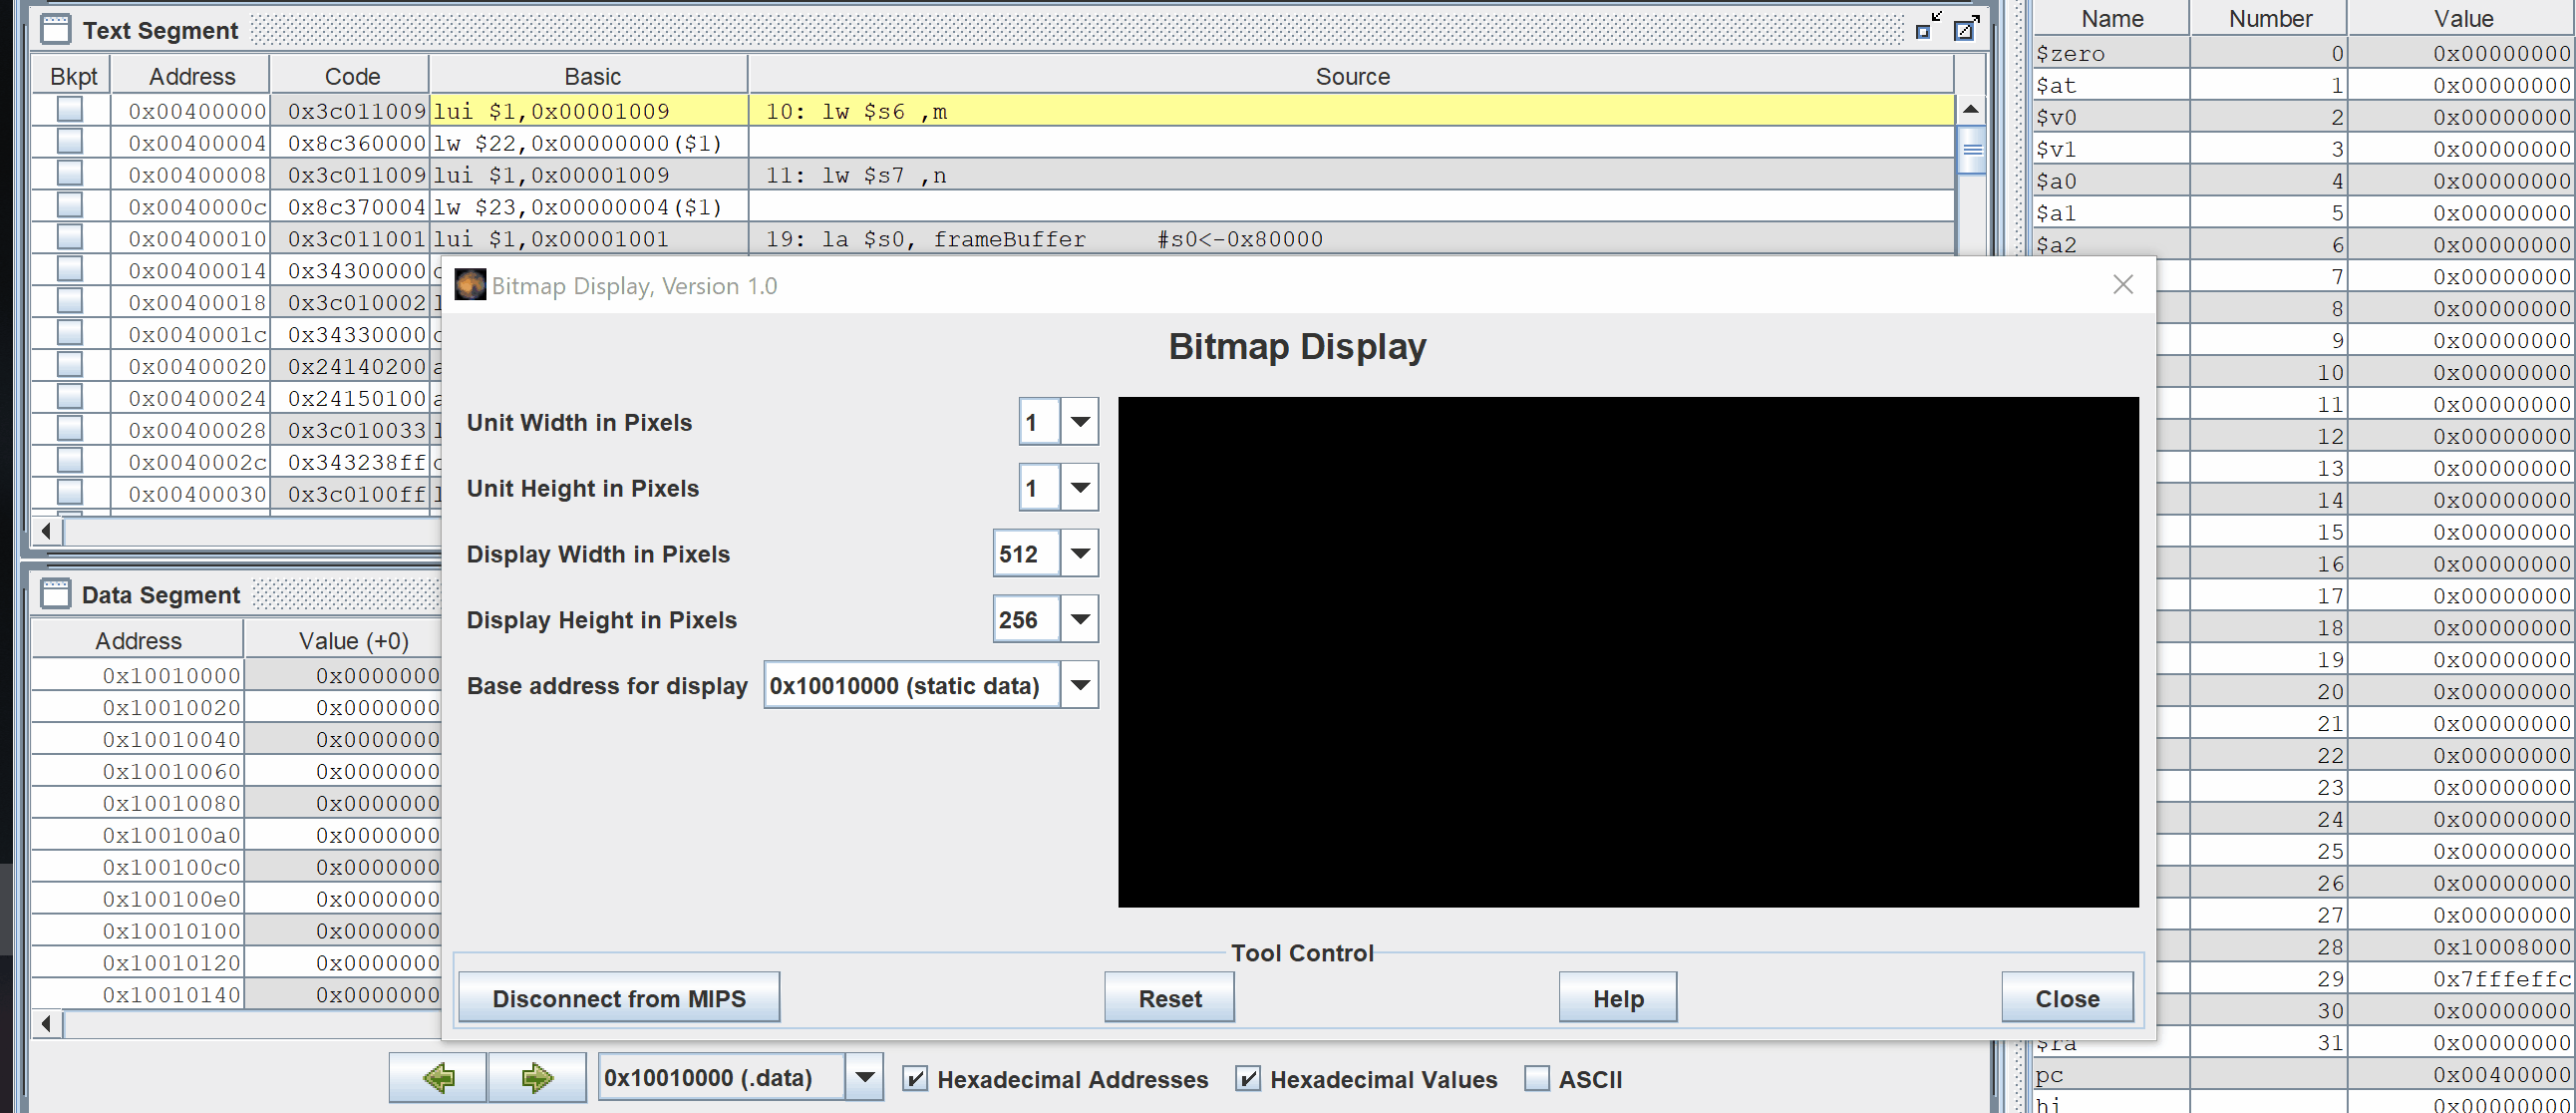 Text Segment
Bkpt Address Code Basic Source
0x00400000 0x3c011009 lui $1,0x00001009 10: lw $s6 ,m
0x00400004 0x8c360000 lw $22,0x00000000($1)
0x00400008 0x3c011009 lui $1,0x00001009 11: lw $s7 ,n
0x0040000c 0x8c370004 lw $23,0x00000004($1)
0x00400010 0x3c011001 lui $1,0x00001001 19: la $s0, frameBuffer #s0<-0x80000
0x00400014 0x34300000
0x00400018 0x3c010002
0x0040001c 0x34330000
0x00400020 0x24140200
0x00400024 0x24150100
0x00400028 0x3c010033
0x0040002c 0x343238ff
0x00400030 0x3c0100ff
Data Segment
Address Value (+0)
0x10010000 0x0000000
0x10010020 0x0000000
0x10010040 0x0000000
0x10010060 0x0000000
0x10010080 0x0000000
0x100100a0 0x0000000
0x100100c0 0x0000000
0x100100e0 0x0000000
0x10010100 0x0000000
0x10010120 0x0000000
0x10010140 0x0000000
0x10010000 (.data) Hexadecimal Addresses Hexadecimal Values ASCII
Bitmap Display, Version 1.0
Bitmap Display
Unit Width in Pixels 1
Unit Height in Pixels 1
Display Width in Pixels 512
Display Height in Pixels 256
Base address for display 0x10010000 (static data)
Tool Control
Disconnect from MIPS Reset Help Close
Name Number Value
$zero 0 0x00000000
$at 1 0x00000000
$v0 2 0x00000000
$v1 3 0x00000000
$a0 4 0x00000000
$a1 5 0x00000000
$a2 6 0x00000000
7 0x00000000
8 0x00000000
9 0x00000000
10 0x00000000
11 0x00000000
12 0x00000000
13 0x00000000
14 0x00000000
15 0x00000000
16 0x00000000
17 0x00000000
18 0x00000000
19 0x00000000
20 0x00000000
21 0x00000000
22 0x00000000
23 0x00000000
24 0x00000000
25 0x00000000
26 0x00000000
27 0x00000000
28 0x10008000
29 0x7fffeffc
30 0x00000000
$ra 31 0x00000000
pc 0x00400000
hi 0x00000000